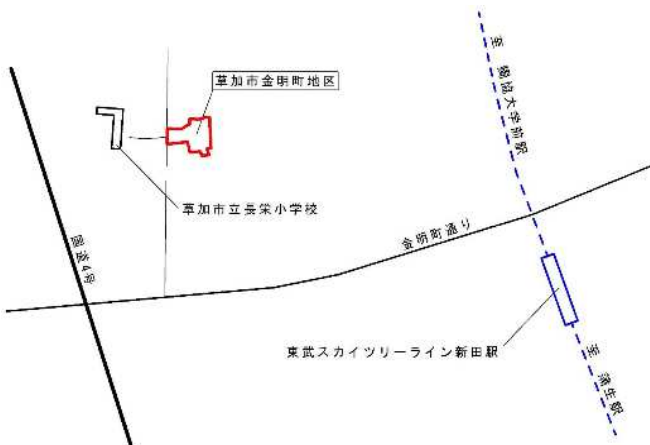 至 獨協大学前駅
草加市金明町地区
草加市立長栄小学校
国道4号
金明町通り
東武スカイツリーライン新田駅
至 蒲生駅